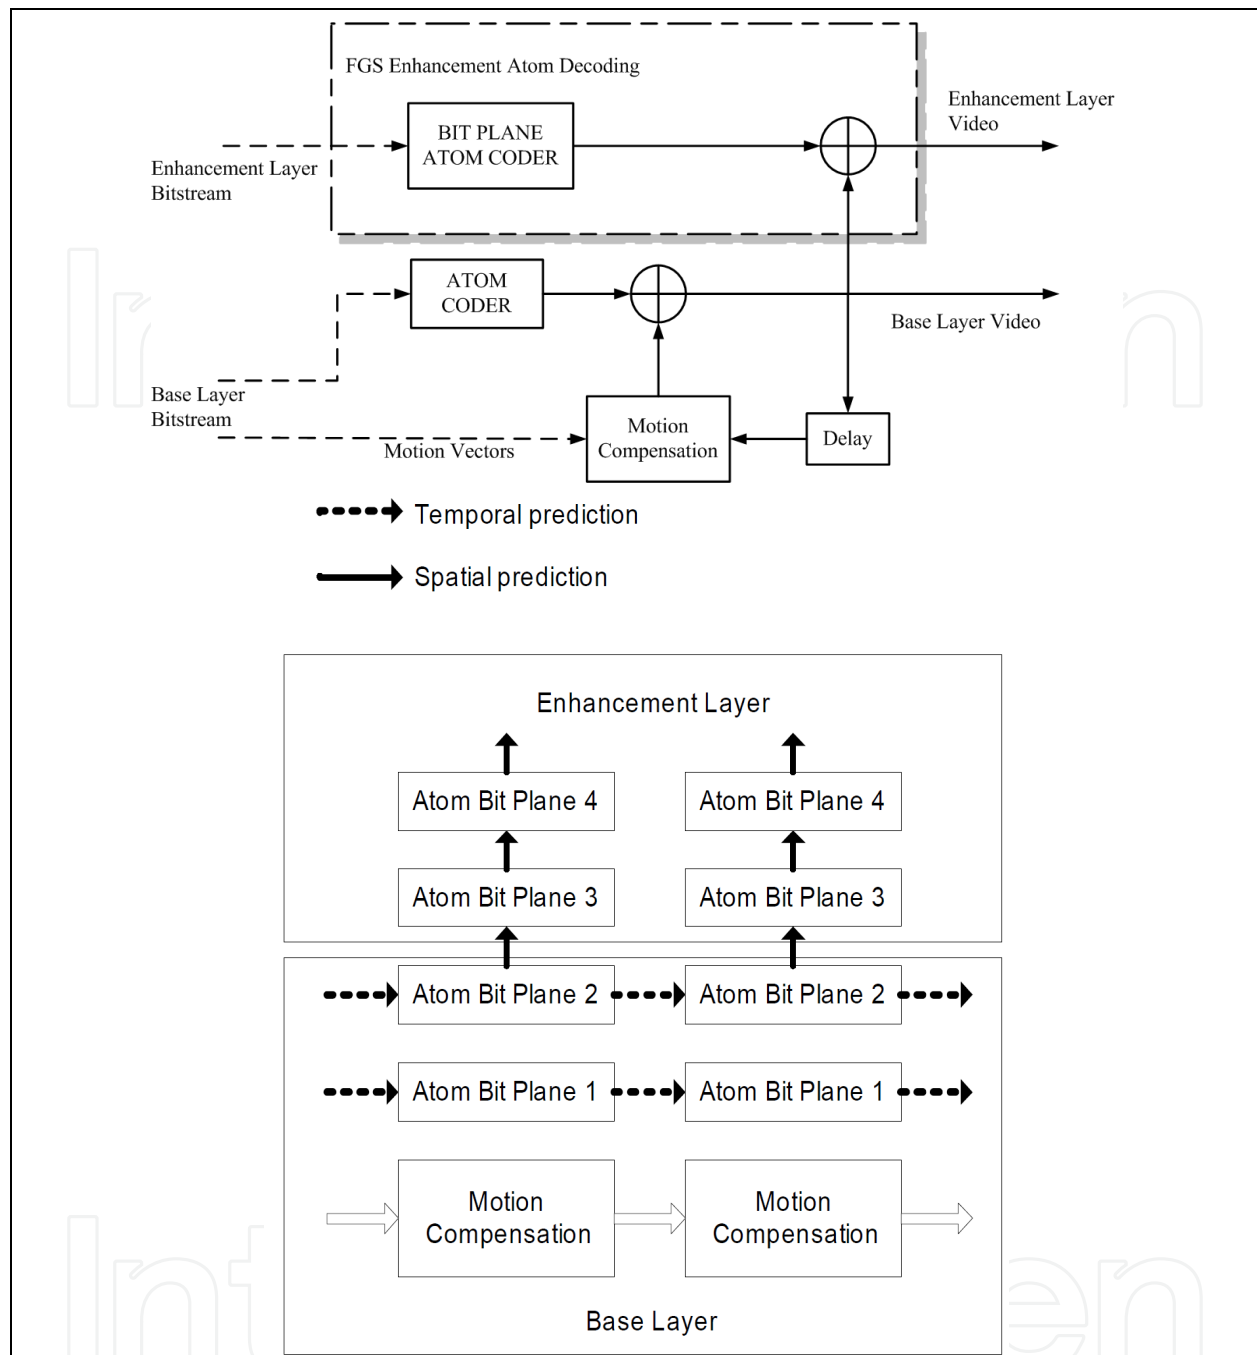 FGS Enhancement Atom Decoding
BIT PLANE
ATOM CODER
Enhancement Layer
Video
Enhancement Layer
Bitstream
ATOM
CODER
Base Layer Video
Base Layer
Bitstream
Motion Vectors
Motion
Compensation
Delay
Temporal prediction
Spatial prediction
Enhancement Layer
Atom Bit Plane 4
Atom Bit Plane 4
Atom Bit Plane 3
Atom Bit Plane 3
Atom Bit Plane 2
Atom Bit Plane 2
Atom Bit Plane 1
Atom Bit Plane 1
Motion
Compensation
Motion
Compensation
Base Layer